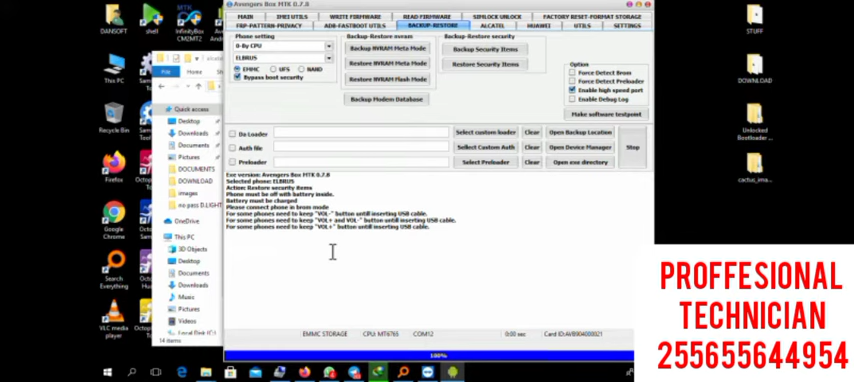 Avengers Box MTK 0.7.8
MAIN
IMEI UTILS
WRITE FIRMWARE
READ FIRMWARE
SIMLOCK UNLOCK
FACTORY RESET-FORMAT STORAGE
FRP-PATTERN-PRIVACY
ADB-FASTBOOT UTILS
BACKUP-RESTORE
ALCATEL
HUAWEI
UTILS
SETTINGS
Phone setting
0-By CPU
ELBRUS
EMMC
UFS
NAND
Bypass boot security
Backup-Restore nvram
Backup NVRAM Meta Mode
Restore NVRAM Meta Mode
Restore NVRAM Flash Mode
Backup Modem Database
Backup-Restore security
Backup Security Items
Restore Security Items
Option
Force Detect Brom
Force Detect Preloader
Enable high speed port
Enable Debug Log
Make software testpoint
Da Loader
Select custom loader
Clear
Open Backup Location
Auth file
Sellect Custom Auth
Clear
Open Device Manager
Stop
Preloader
Select Preloader
Clear
Open exe directory
Exe version: Avengers Box MTK 0.7.8
Selected phone: ELBRUS
Action: Restore security items
Phone must be off with battery inside.
Battery must be charged
Please connect phone in brom mode
For some phones need to keep "VOL-" button untill inserting USB cable.
For some phones need to keep "VOL+ and VOL-" button untill inserting USB cable.
For some phones need to keep "VOL+" button untill inserting USB cable.
EMMC STORAGE
CPU: MT6765
COM12
0:00 sec
Card ID:AVB904000021
100%
DANSOFT
shell
InfinityBox
CM2MT2
This PC
Recycle Bin
Firefox
Google
Chrome
Search
Everything
VLC media
player
File
Home
Quick access
Desktop
Downloads
Documents
Pictures
DOCUMENTS
DOWNLOAD
images
no pass D.LIGHT
OneDrive
This PC
3D Objects
Desktop
Documents
Downloads
Music
Pictures
Videos
14 items
STUFF
DOWNLOAD
Unlocked
Bootloader ...
cactus_ima...
PROFFESIONAL
TECHNICIAN
255655644954